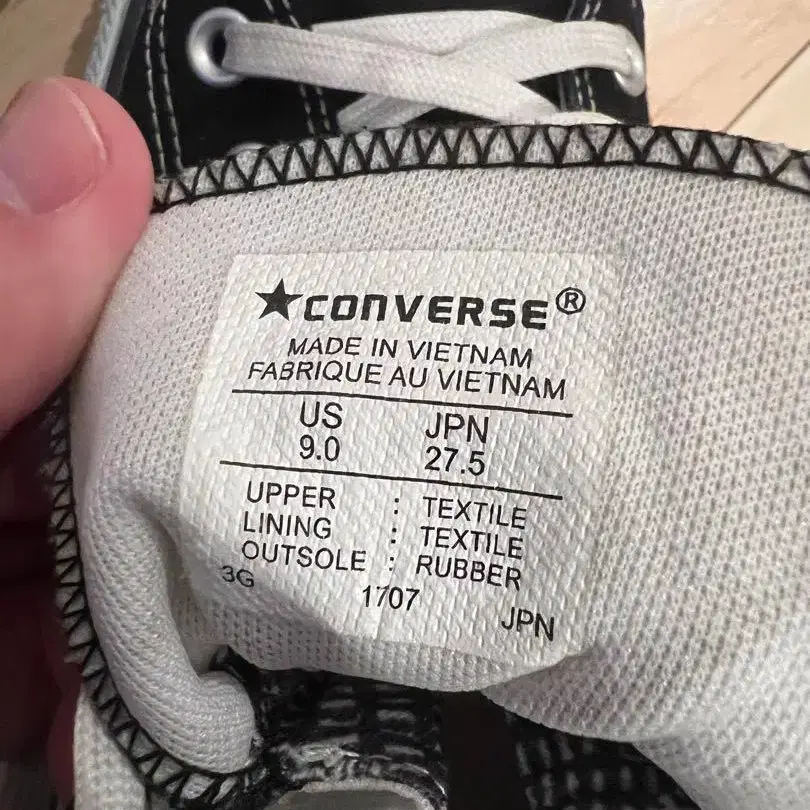 ★CONVERSE®
MADE IN VIETNAM
FABRIQUE AU VIETNAM
US JPN
9.0 27.5
UPPER : TEXTILE
LINING : TEXTILE
OUTSOLE : RUBBER
3G 1707 JPN